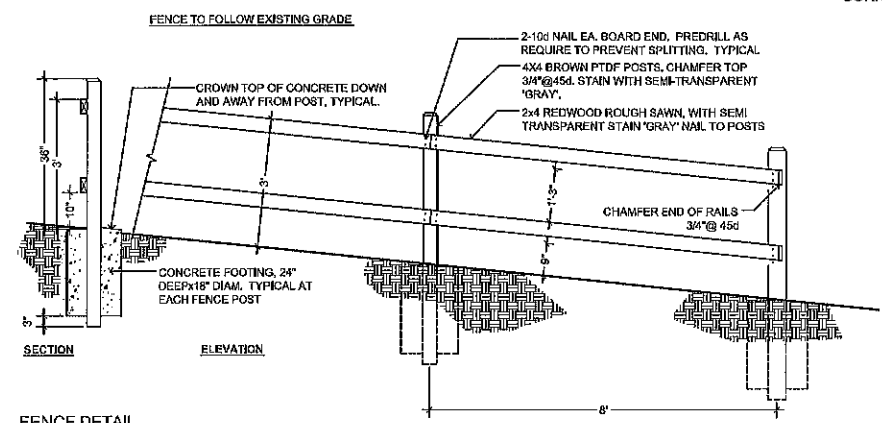 FENCE TO FOLLOW EXISTING GRADE
2-10d NAIL EA. BOARD END. PREDRILL AS
REQUIRE TO PREVENT SPLITTING. TYPICAL
4X4 BROWN PTDF POSTS. CHAMFER TOP
3/4"@45d. STAIN WITH SEMI-TRANSPARENT
'GRAY'.
2x4 REDWOOD ROUGH SAWN, WITH SEMI
TRANSPARENT STAIN 'GRAY' NAIL TO POSTS
CROWN TOP OF CONCRETE DOWN
AND AWAY FROM POST, TYPICAL.
36"
3'
10"
3'
1'-3"
9"
CHAMFER END OF RAILS
3/4"@ 45d
CONCRETE FOOTING, 24"
DEEPx18" DIAM. TYPICAL AT
EACH FENCE POST
3"
SECTION
ELEVATION
8'
FENCE DETAIL